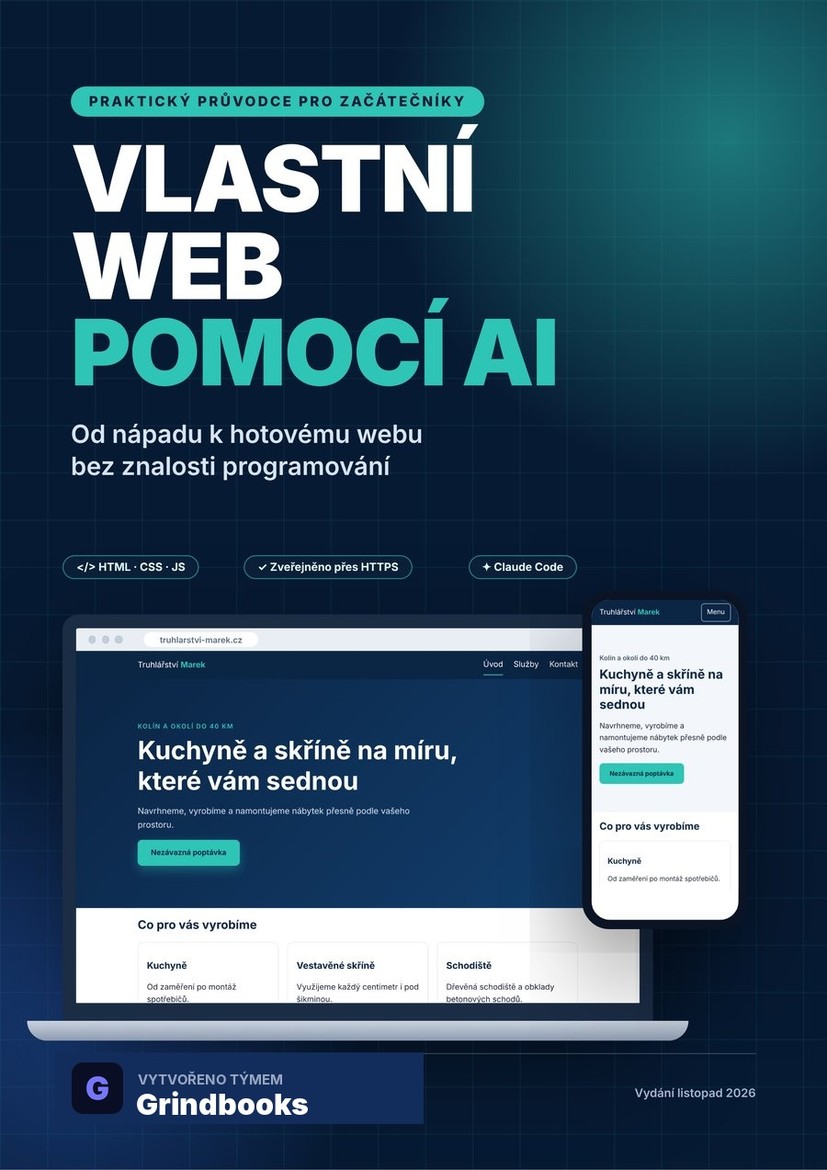 PRAKTICKÝ PRŮVODCE PRO ZAČÁTEČNÍKY
VLASTNÍ
WEB
POMOCÍ AI
Od nápadu k hotovému webu
bez znalosti programování
</> HTML · CSS · JS
✓ Zveřejněno přes HTTPS
✦ Claude Code
truhlarstvi-marek.cz
Truhlářství Marek
Úvod Služby Kontakt
KOLÍN A OKOLÍ DO 40 KM
Kuchyně a skříně na míru,
které vám sednou
Navrhneme, vyrobíme a namontujeme nábytek přesně podle vašeho
prostoru.
Nezávazná poptávka
Co pro vás vyrobíme
Kuchyně
Od zaměření po montáž
spotřebičů.
Vestavěné skříně
Využijeme každý centimetr i pod
šikminou.
Schodiště
Dřevěná schodiště a obklady
betonových schodů.
Truhlářství Marek
Menu
Kolín a okolí do 40 km
Kuchyně a skříně na
míru, které vám
sednou
Navrhneme, vyrobíme a
namontujeme nábytek přesně podle
vašeho prostoru.
Nezávazná poptávka
Co pro vás vyrobíme
Kuchyně
Od zaměření po montáž spotřebičů.
G
VYTVOŘENO TÝMEM
Grindbooks
Vydání listopad 2026